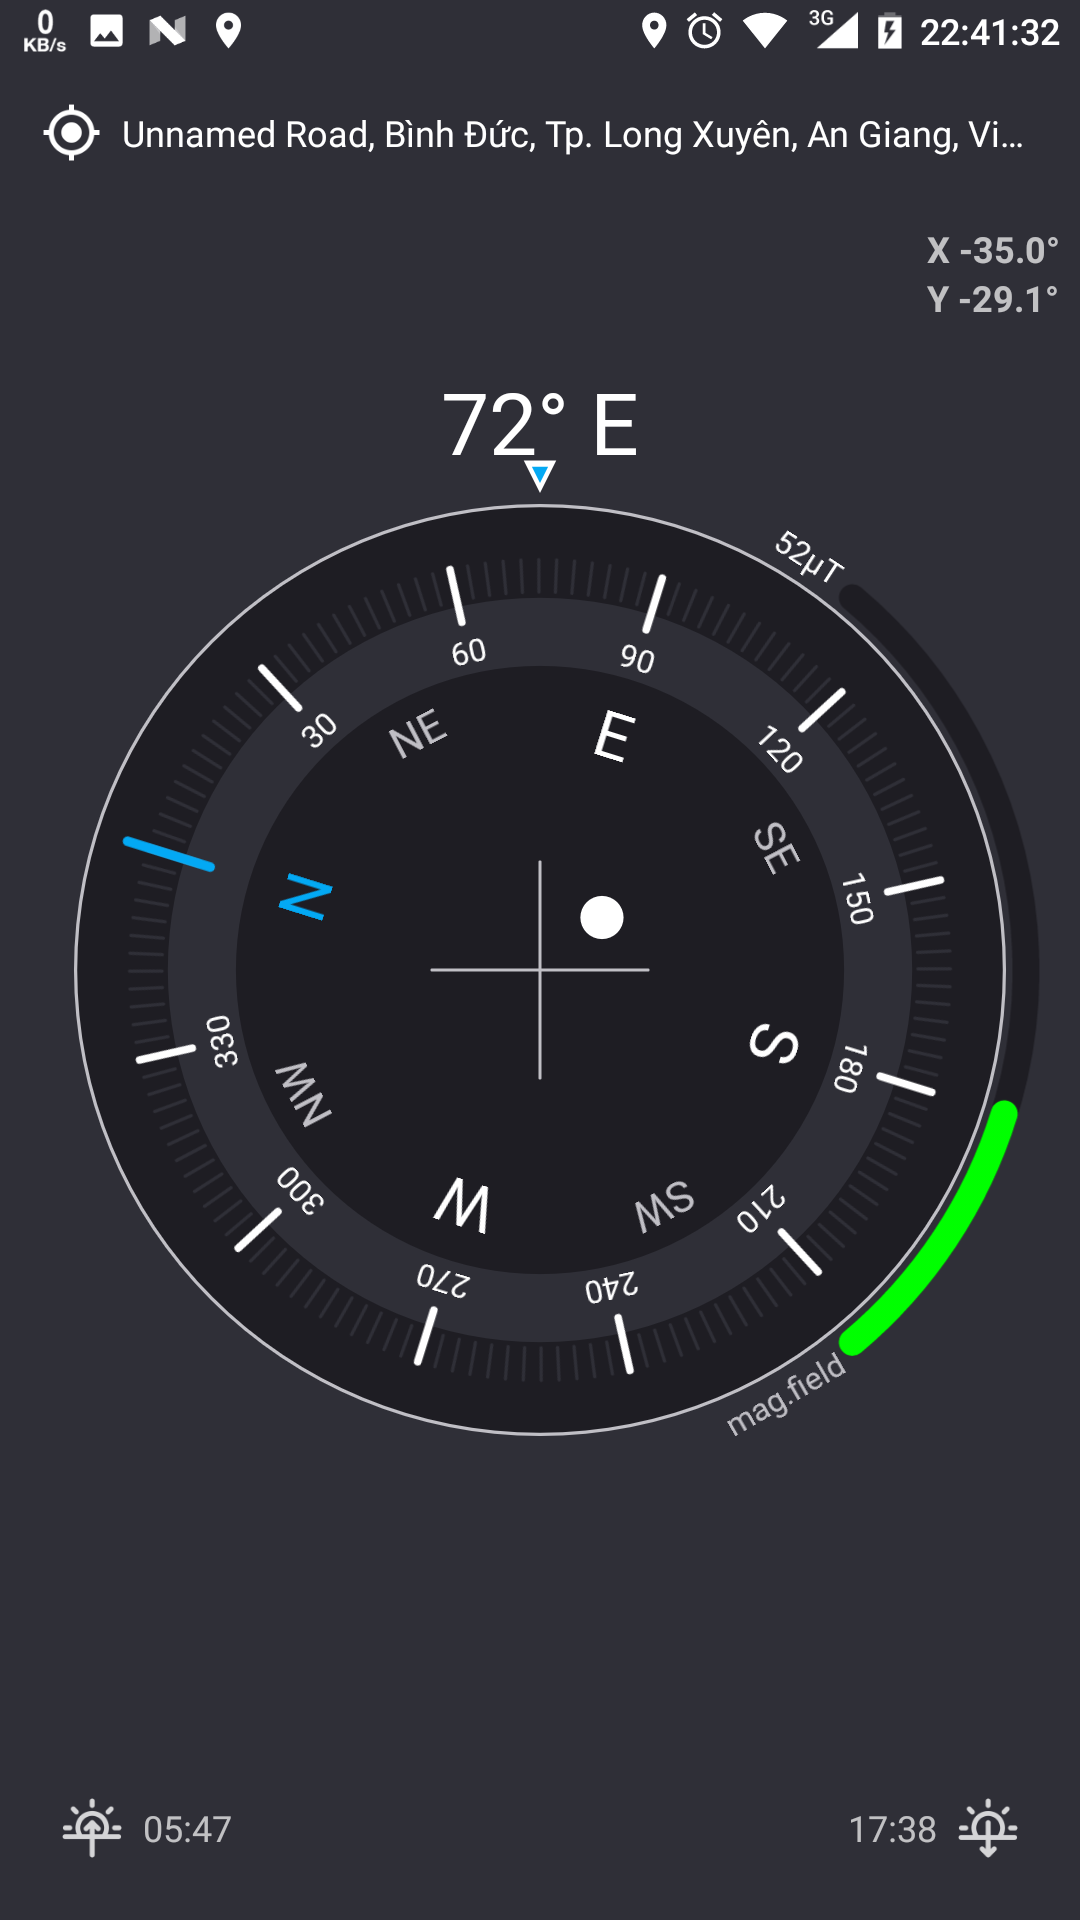 0
KB/s
3G
22:41:32
Unnamed Road, Bình Đức, Tp. Long Xuyên, An Giang, Vi…
X -35.0°
Y -29.1°
72° E
52µT
60
90
30
120
NE
E
SE
150
N
330
S
180
NW
300
W
SW
210
270
240
mag.field
05:47
17:38